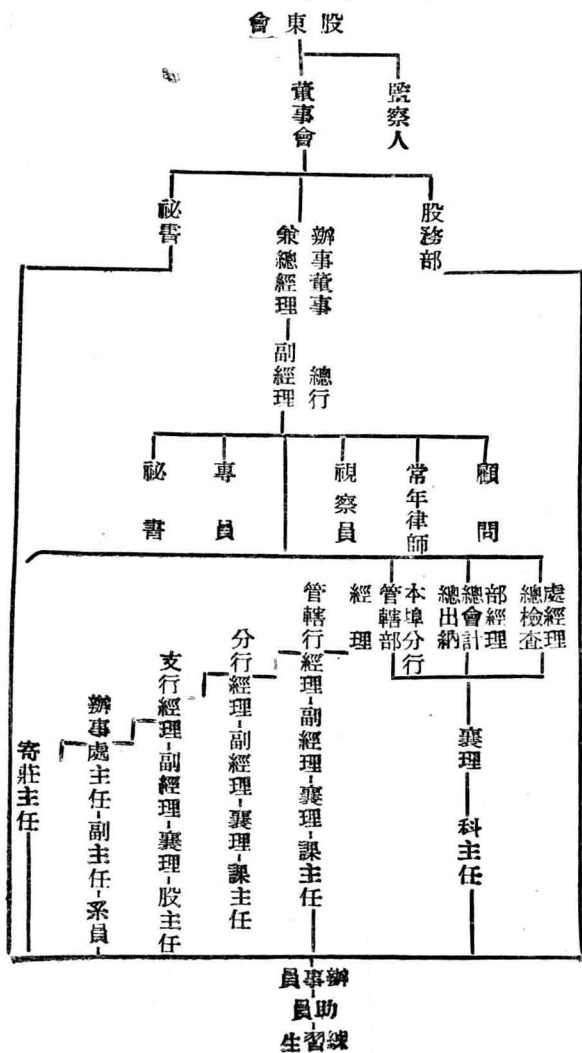 股東會
監察人
董事會
股務部
祕書
辦事董事
兼總經理
總行
副經理
顧問
常年律師
視察員
專員
祕書
總檢查
處經理
總會計
部經理
總出納
本埠分行
管轄部
經理
管轄行經理-副經理-襄理-課主任
分行經理-副經理-襄理-課主任
支行經理-副經理-襄理-股主任
辦事處主任-副主任-系員
寄莊主任
襄理
科主任
辦事員
助員
練習生